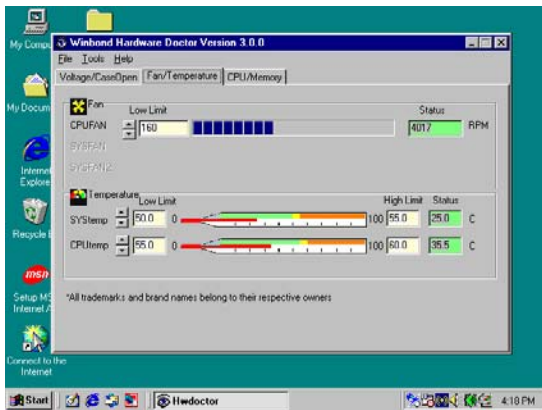 My Compu
Winbond Hardware Doctor Version 3.0.0
File Tools Help
Voltage/CaseOpen Fan/Temperature CPU/Memory
My Docum
Fan
Low Limit
Status
CPUFAN 160 4017 RPM
SYSFAN
SYSFAN2
Internet
Explore
Temperature
Low Limit
High Limit Status
SYStemp 50.0 0 100 55.0 25.0 C
CPUtemp 55.0 0 100 60.0 35.5 C
Recycle B
msn
Setup MS
Internet A
*All trademarks and brand names belong to their respective owners
Connect to the
Internet
Start Hwdoctor 4:18 PM